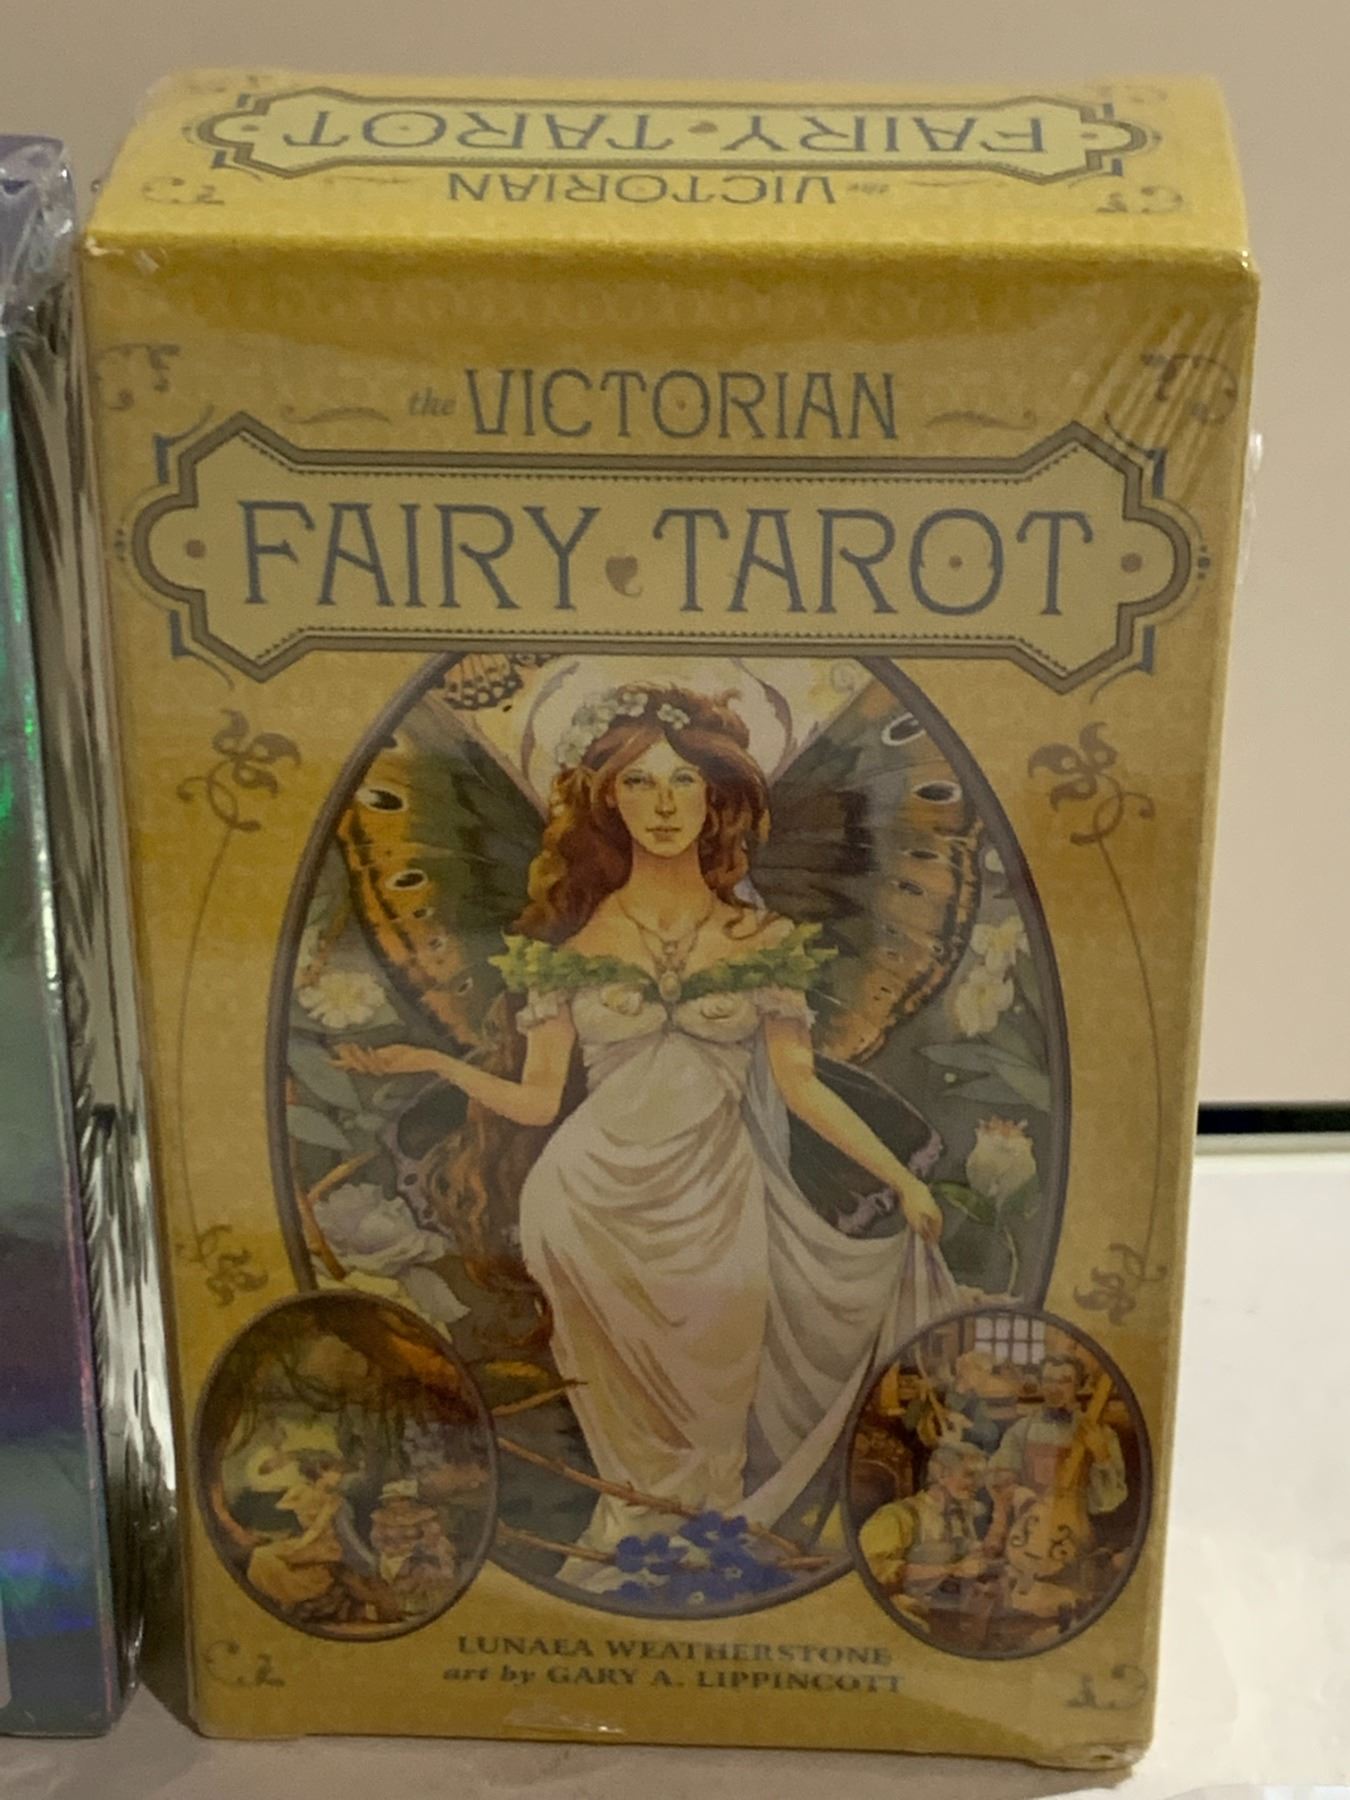 FAIRY TAROT
the VICTORIAN
the VICTORIAN
FAIRY TAROT
LUNAEA WEATHERSTONE
art by GARY A. LIPPINCOTT